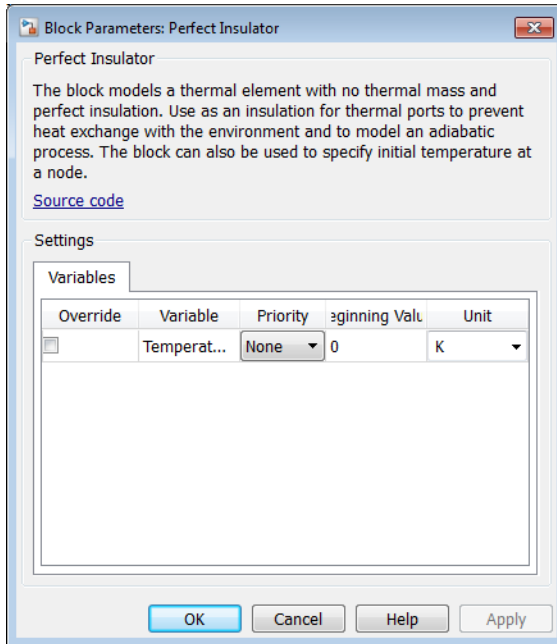 Block Parameters: Perfect Insulator
Perfect Insulator
The block models a thermal element with no thermal mass and
perfect insulation. Use as an insulation for thermal ports to prevent
heat exchange with the environment and to model an adiabatic
process. The block can also be used to specify initial temperature at
a node.
Source code
Settings
Variables
Override Variable Priority eginning Valu Unit
Temperat... None 0 K
OK Cancel Help Apply